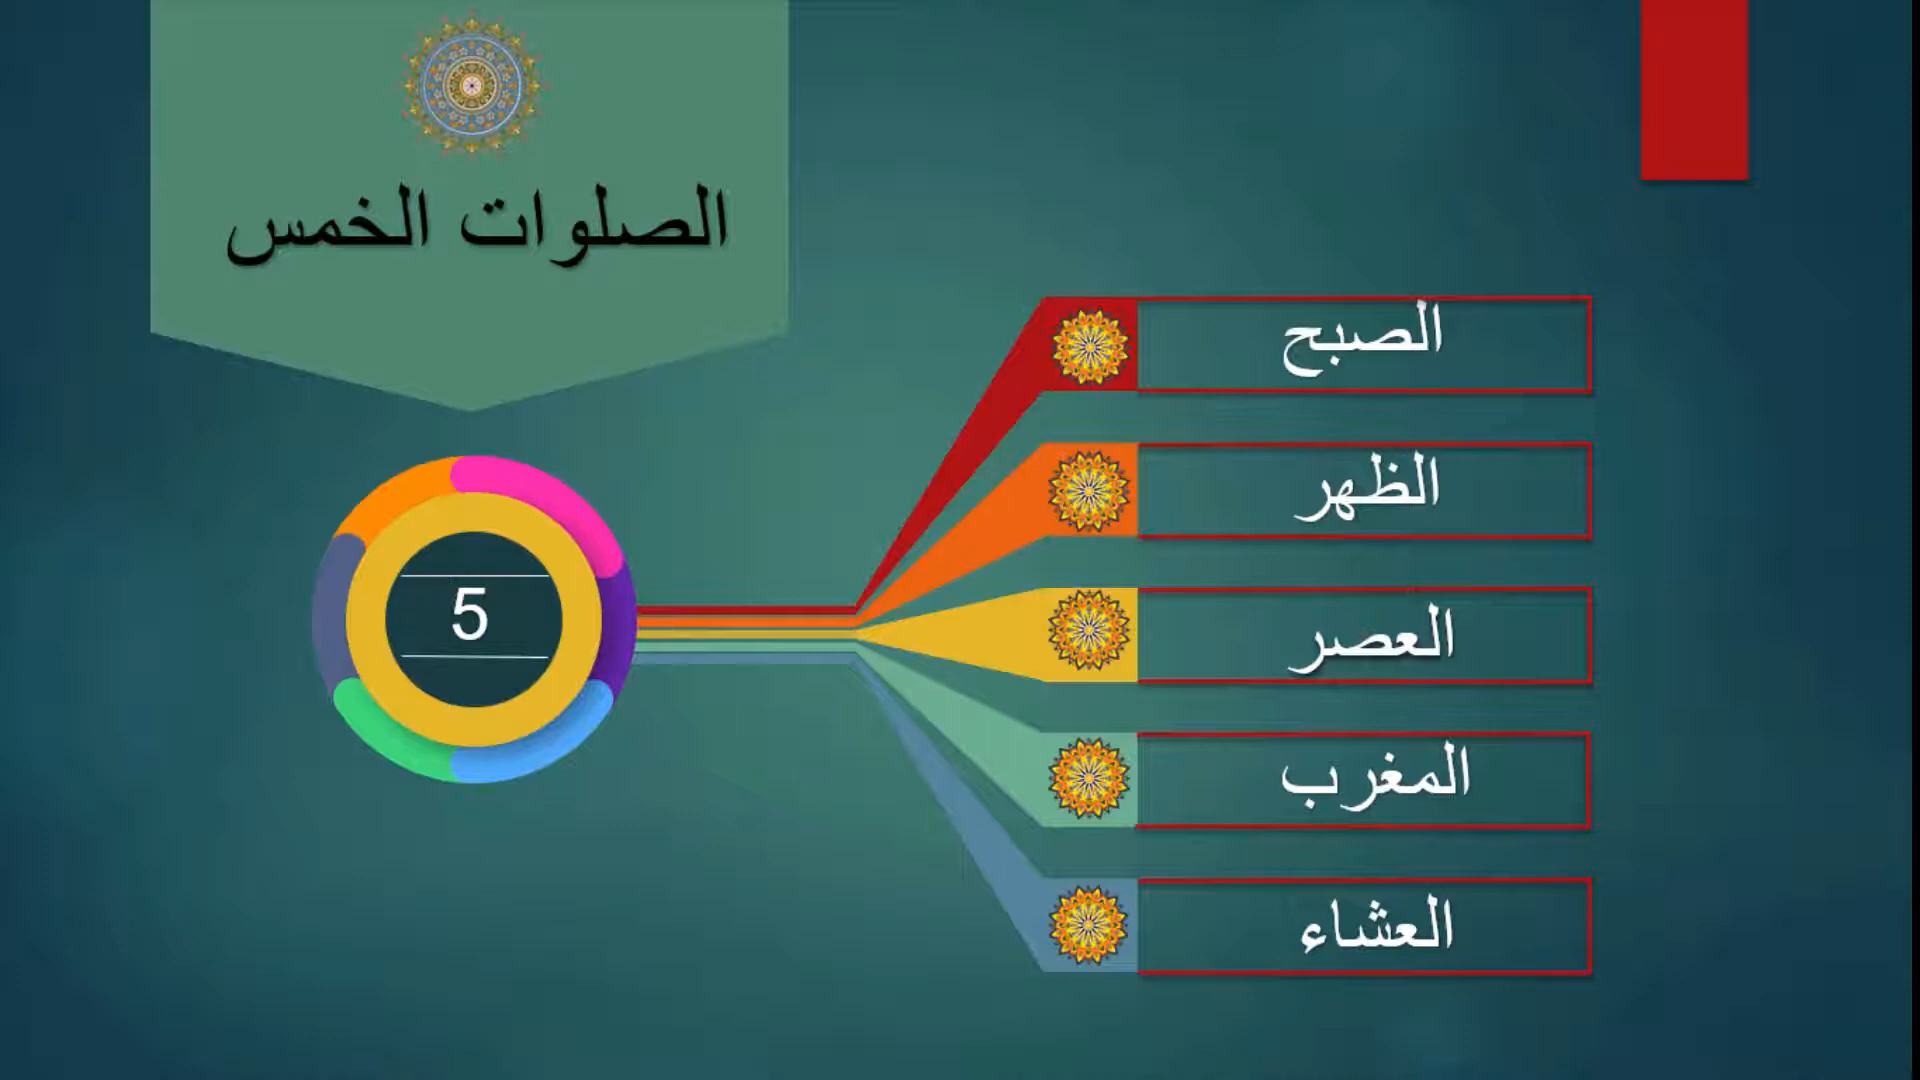 الصلوات الخمس
5
الصبح
الظهر
العصر
المغرب
العشاء